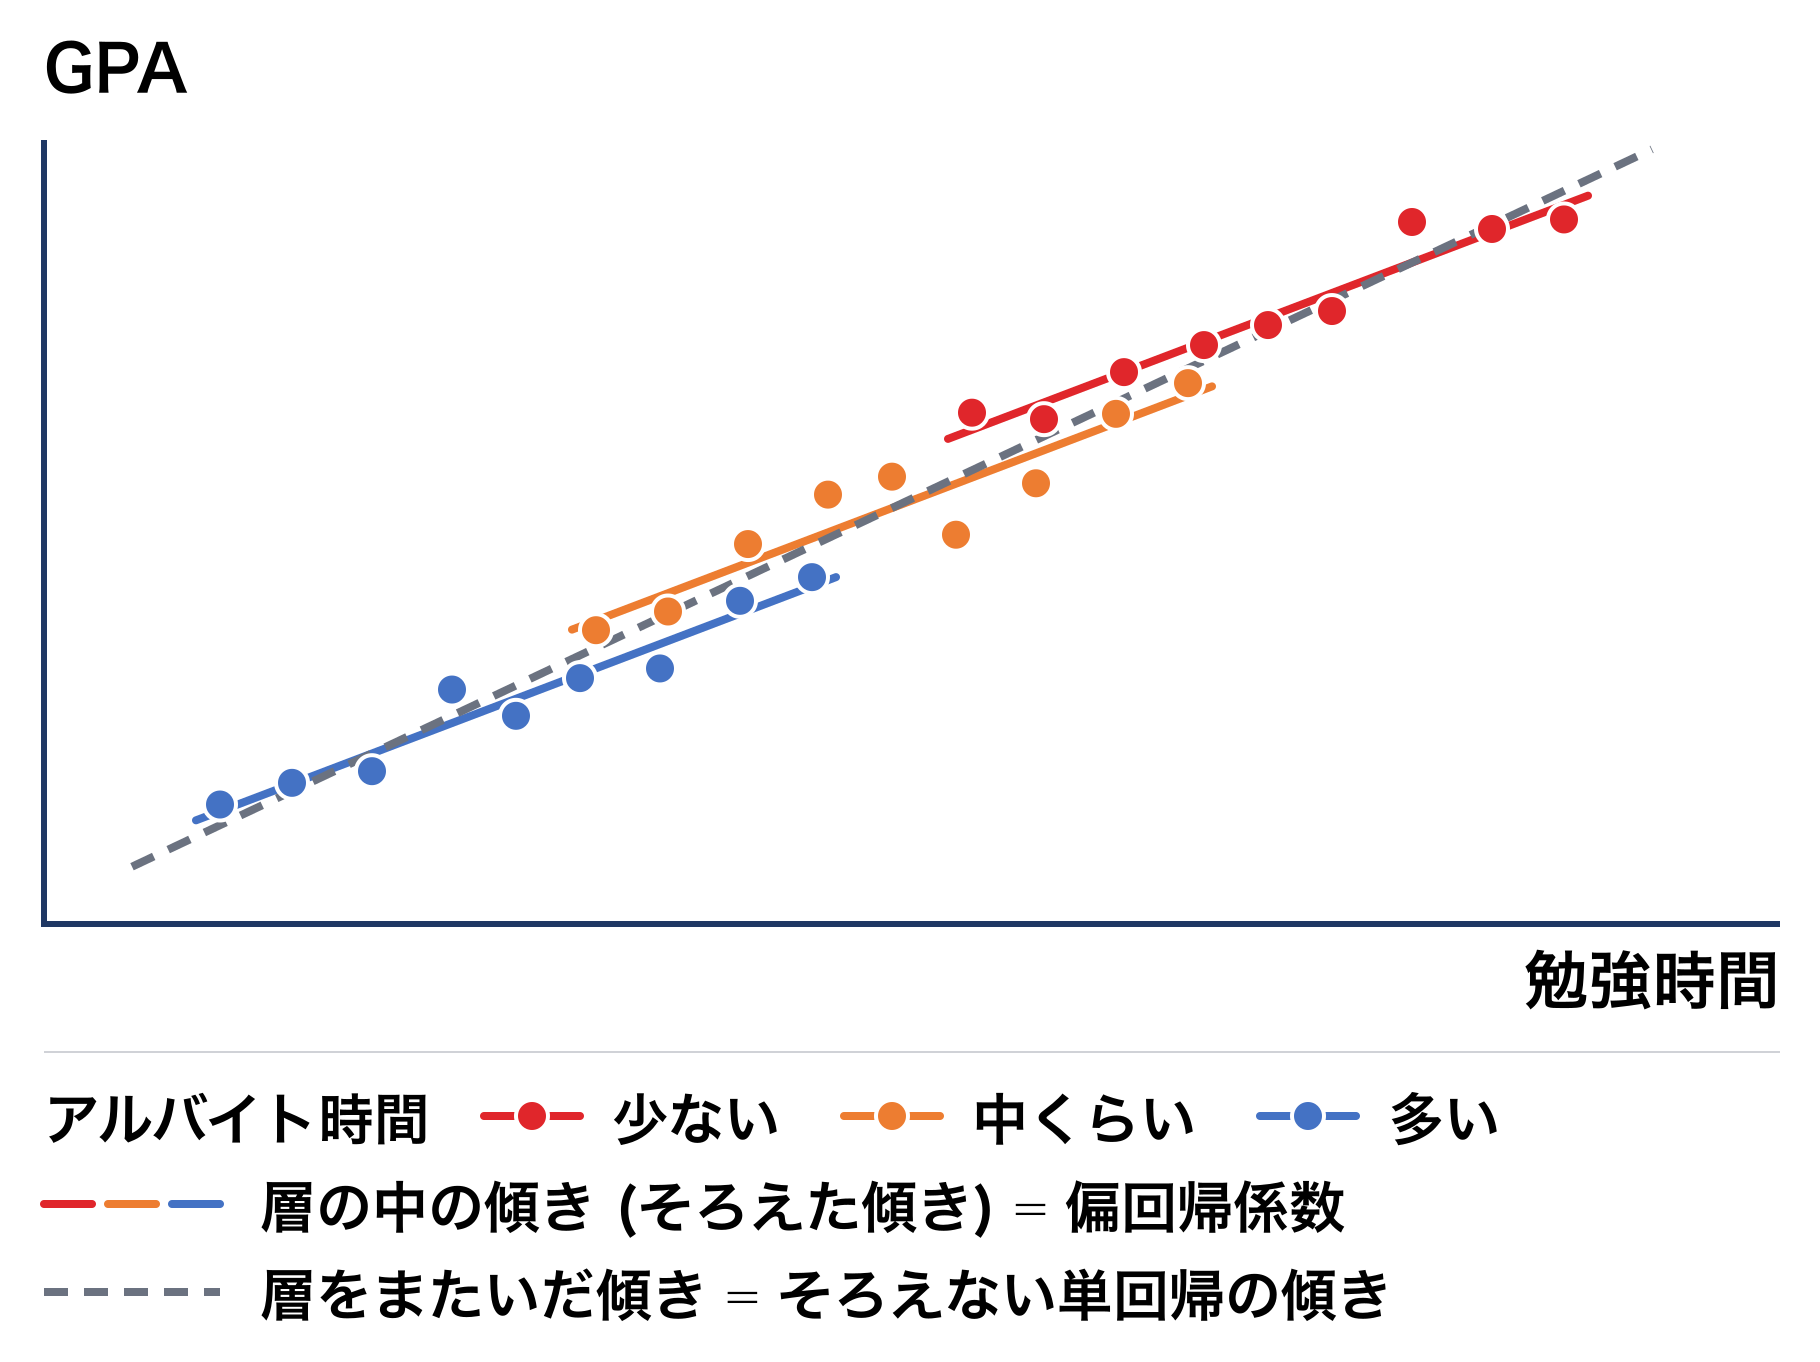 GPA
勉強時間
アルバイト時間 少ない 中くらい 多い
層の中の傾き (そろえた傾き) = 偏回帰係数
層をまたいだ傾き = そろえない単回帰の傾き